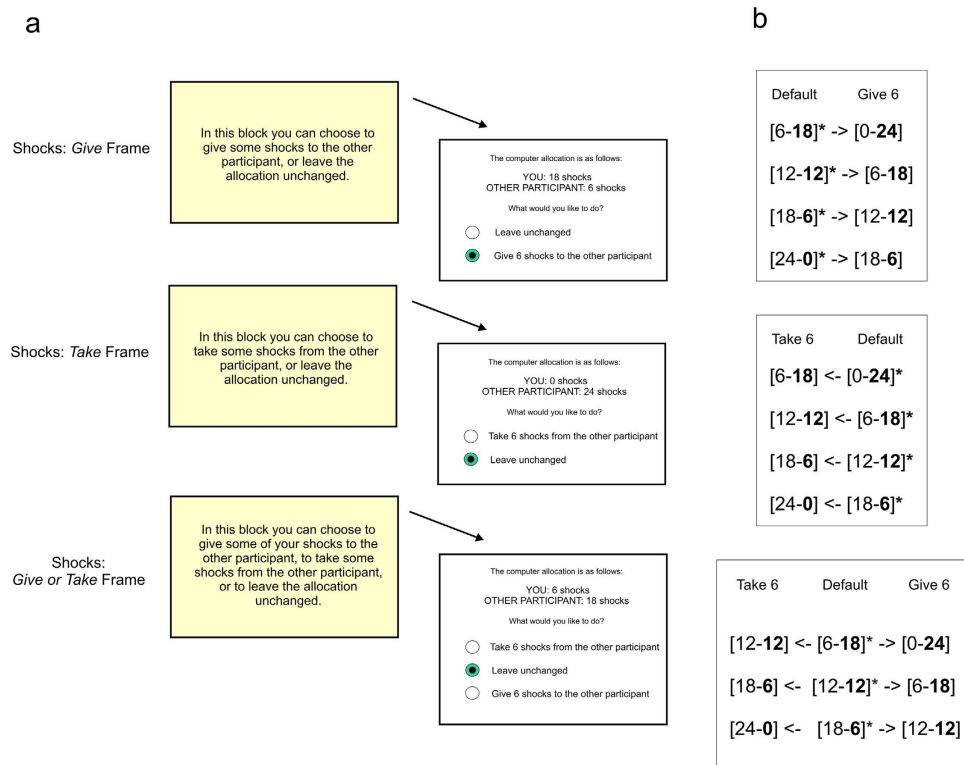 a
Shocks: Give Frame
In this block you can choose to
give some shocks to the other
participant, or leave the
allocation unchanged.
The computer allocation is as follows:
YOU: 18 shocks
OTHER PARTICIPANT: 6 shocks
What would you like to do?
Leave unchanged
Give 6 shocks to the other participant
Shocks: Take Frame
In this block you can choose to
take some shocks from the other
participant, or leave the
allocation unchanged.
The computer allocation is as follows:
YOU: 0 shocks
OTHER PARTICIPANT: 24 shocks
What would you like to do?
Take 6 shocks from the other participant
Leave unchanged
Shocks:
Give or Take Frame
In this block you can choose to
give some of your shocks to the
other participant, to take some
shocks from the other participant,
or to leave the allocation
unchanged.
The computer allocation is as follows:
YOU: 6 shocks
OTHER PARTICIPANT: 18 shocks
What would you like to do?
Take 6 shocks from the other participant
Leave unchanged
Give 6 shocks to the other participant
b
Default Give 6
[6-18]* -> [0-24]
[12-12]* -> [6-18]
[18-6]* -> [12-12]
[24-0]* -> [18-6]
Take 6 Default
[6-18] <- [0-24]*
[12-12] <- [6-18]*
[18-6] <- [12-12]*
[24-0] <- [18-6]*
Take 6 Default Give 6
[12-12] <- [6-18]* -> [0-24]
[18-6] <- [12-12]* -> [6-18]
[24-0] <- [18-6]* -> [12-12]